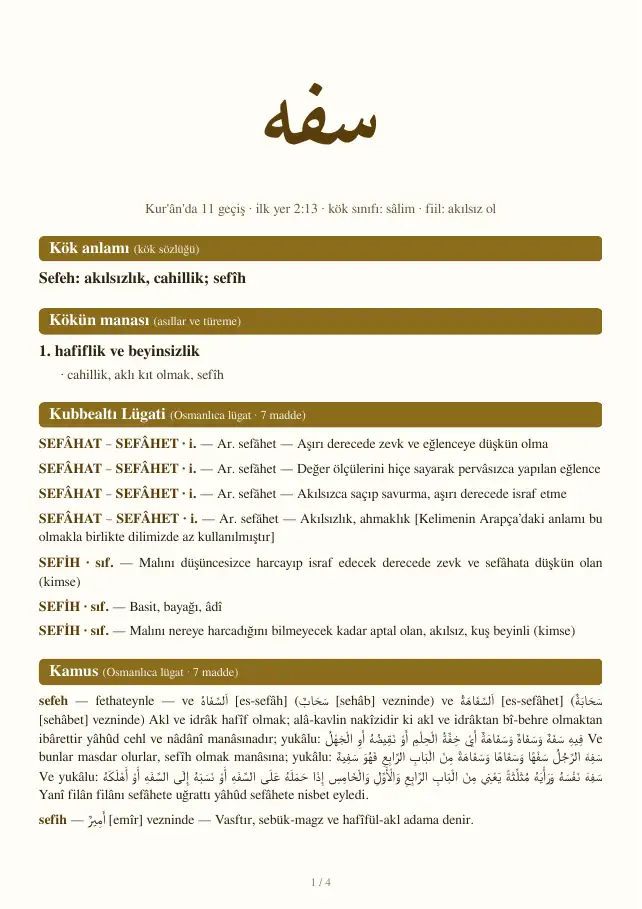 سفه
Kur'ân'da 11 geçiş · ilk yer 2:13 · kök sınıfı: sâlim · fiil: akılsız ol
Kök anlamı (kök sözlüğü)
Sefeh: akılsızlık, cahillik; sefîh
Kökün manası (asıllar ve türeme)
1. hafiflik ve beyinsizlik
· cahillik, aklı kıt olmak, sefîh
Kubbealtı Lügati (Osmanlıca lügat · 7 madde)
SEFÂHAT – SEFÂHET · i. — Ar. sefāhet — Aşırı derecede zevk ve eğlenceye düşkün olma
SEFÂHAT – SEFÂHET · i. — Ar. sefāhet — Değer ölçülerini hiçe sayarak pervâsızca yapılan eğlence
SEFÂHAT – SEFÂHET · i. — Ar. sefāhet — Akılsızca saçıp savurma, aşırı derecede israf etme
SEFÂHAT – SEFÂHET · i. — Ar. sefāhet — Akılsızlık, ahmaklık [Kelimenin Arapça’daki anlamı bu
olmakla birlikte dilimizde az kullanılmıştır]
SEFİH · sıf. — Malını düşüncesizce harcayıp israf edecek derecede zevk ve sefâhata düşkün olan
(kimse)
SEFİH · sıf. — Basit, bayağı, âdî
SEFİH · sıf. — Malını nereye harcadığını bilmeyecek kadar aptal olan, akılsız, kuş beyinli (kimse)
Kamus (Osmanlıca lügat · 7 madde)
sefeh — fethateynle — ve اَلسَّفَاهُ [es-sefâh] (سَحَابٌ [sehâb] vezninde) ve اَلسَّفَاهَةُ [es-sefâhet] (سَحَابَةٌ
[sehâbet] vezninde) Akl ve idrâk hafîf olmak; alâ-kavlin nakîzidir ki akl ve idrâktan bî-behre olmaktan
ibârettir yâhûd cehl ve nâdânî manâsınadır; yukâlu: فِيهِ سَفَهٌ وَسَفَاهٌ وَسَفَاهَةٌ أَيْ خِفَّةُ الْحِلْمِ أَوْ نَقِيضُهُ أَوِ الْجَهْلُ Ve
bunlar masdar olurlar, sefîh olmak manâsına; yukâlu: سَفِهَ الرَّجُلُ سَفَهًا وَسَفَاهًا وَسَفَاهَةً مِنَ الْبَابِ الرَّابِعِ فَهُوَ سَفِيهٌ
Ve yukâlu: سَفِهَ نَفْسَهُ وَرَأْيَهُ مُثَلَّثَةً يَعْنِي مِنَ الْبَابِ الرَّابِعِ وَالْأَوَّلِ وَالْخَامِسِ إِذَا حَمَلَهُ عَلَى السَّفَهِ أَوْ نَسَبَهُ إِلَى السَّفَهِ أَوْ أَهْلَكَهُ
Yanî filân filânı sefâhete uğrattı yâhûd sefâhete nisbet eyledi.
sefih — أَمِيرٌ [emîr] vezninde — Vasftır, sebük-magz ve hafîfül-akl adama denir.
1 / 4